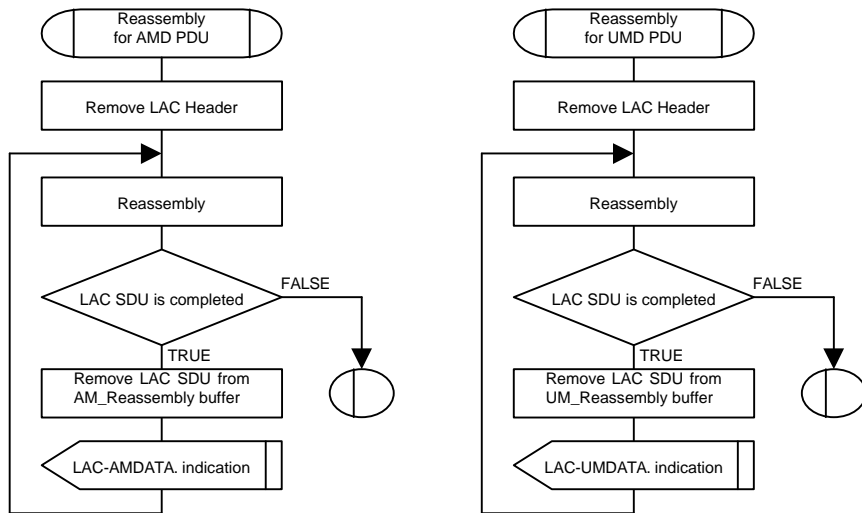 Reassembly
for AMD PDU
Remove LAC Header
Reassembly
LAC SDU is completed
FALSE
TRUE
Remove LAC SDU from
AM_Reassembly buffer
LAC-AMDATA. indication
Reassembly
for UMD PDU
Remove LAC Header
Reassembly
LAC SDU is completed
FALSE
TRUE
Remove LAC SDU from
UM_Reassembly buffer
LAC-UMDATA. indication